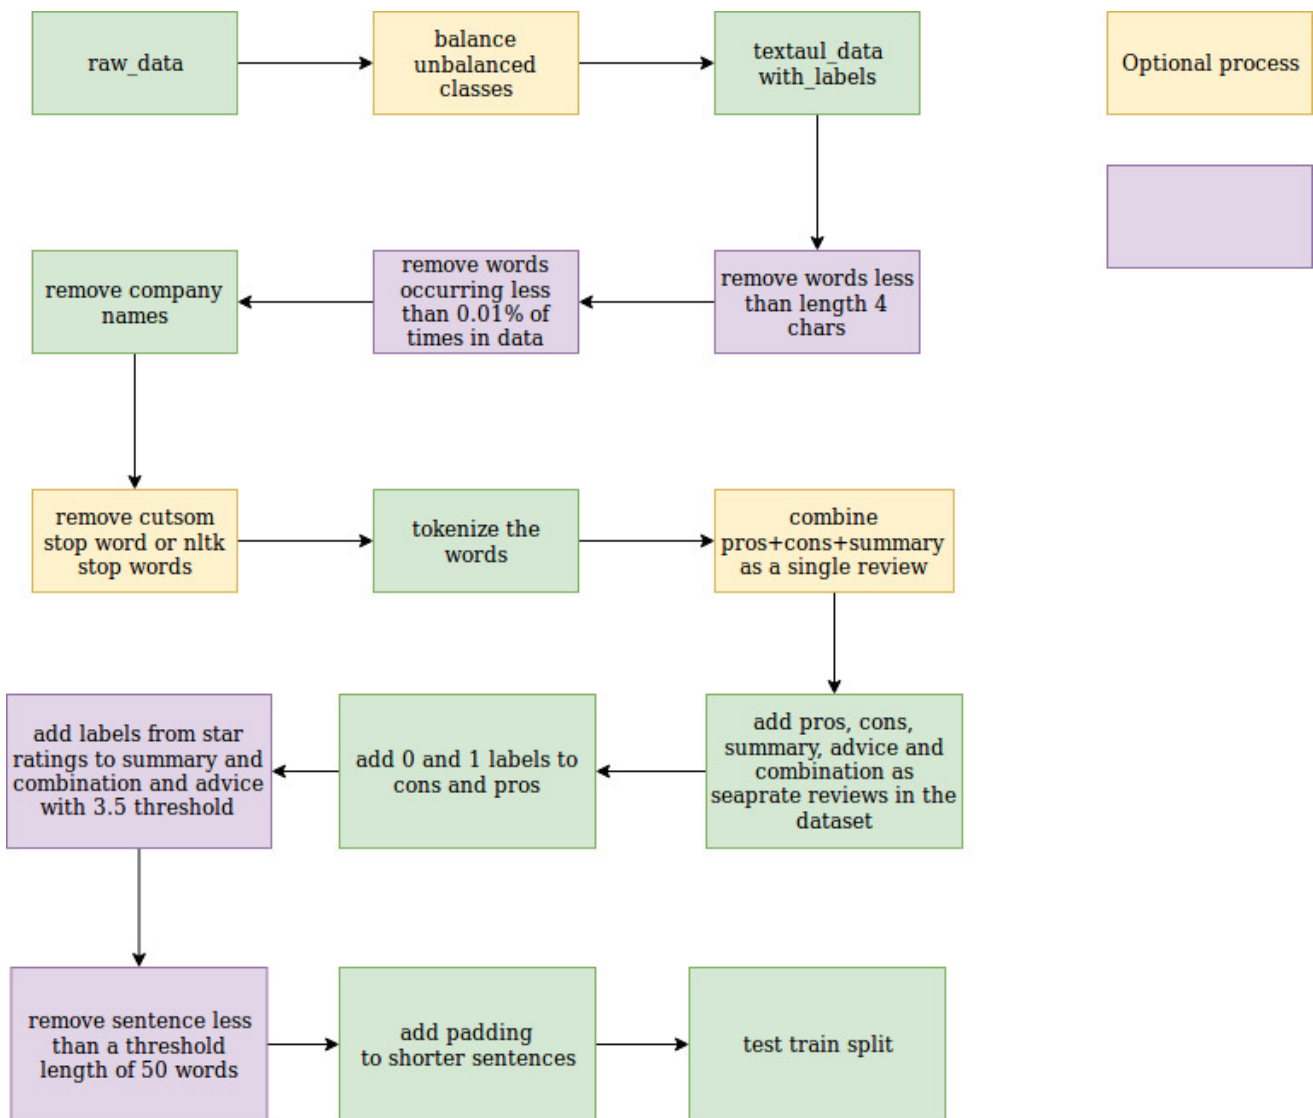 raw_data
balance
unbalanced
classes
textaul_data
with_labels
Optional process
remove company
names
remove words
occurring less
than 0.01% of
times in data
remove words less
than length 4
chars
remove cutsom
stop word or nltk
stop words
tokenize the
words
combine
pros+cons+summary
as a single review
add labels from star
ratings to summary and
combination and advice
with 3.5 threshold
add 0 and 1 labels to
cons and pros
add pros, cons,
summary, advice and
combination as
seaprate reviews in the
dataset
remove sentence less
than a threshold
length of 50 words
add padding
to shorter sentences
test train split